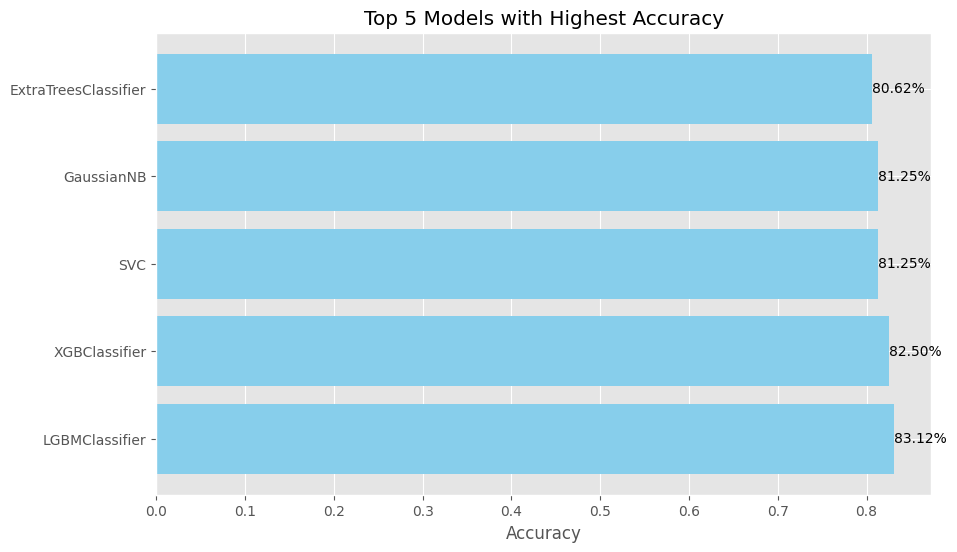 Top 5 Models with Highest Accuracy
ExtraTreesClassifier
80.62%
GaussianNB
81.25%
SVC
81.25%
XGBClassifier
82.50%
LGBMClassifier
83.12%
0.0 0.1 0.2 0.3 0.4 0.5 0.6 0.7 0.8
Accuracy